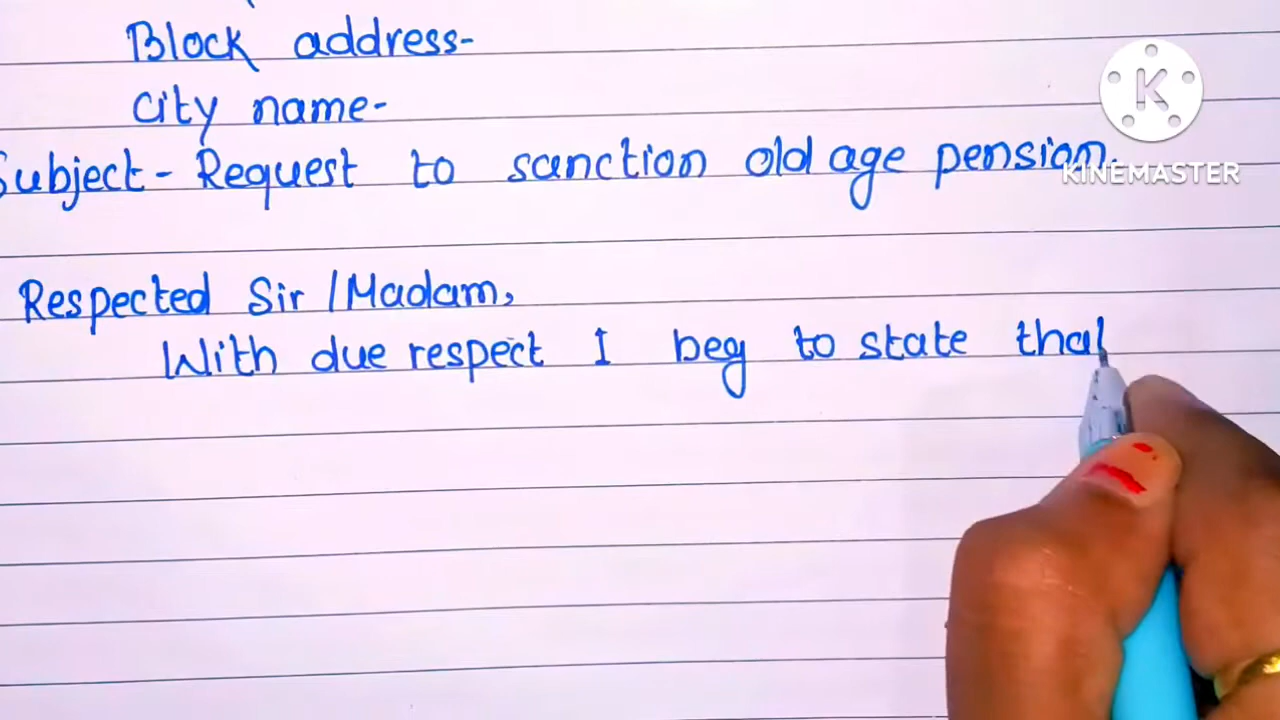 Block address-
City name-
Subject - Request to sanction old age pension.
KINEMASTER
Respected Sir /Madam,
With due respect I beg to state that